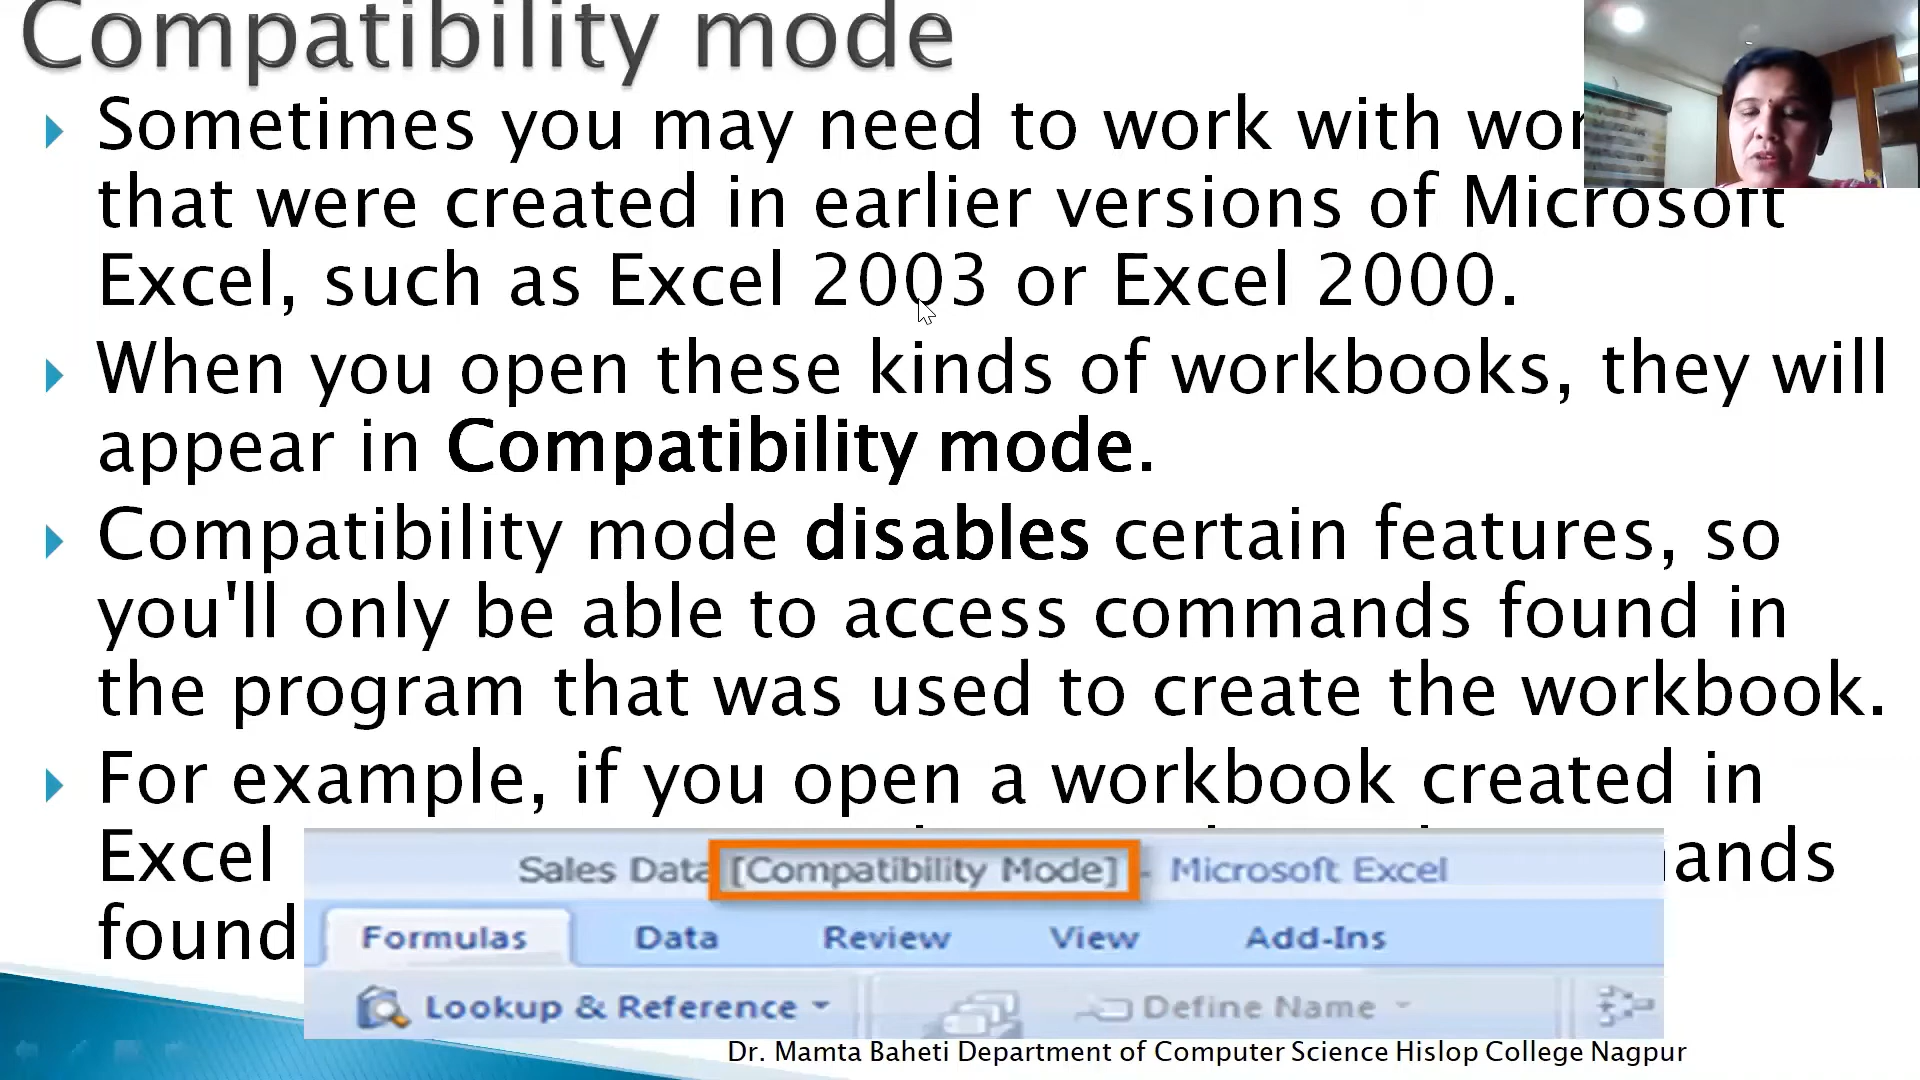 Compatibility mode
Sometimes you may need to work with
that were created in earlier versions of Microsoft
Excel, such as Excel 2003 or Excel 2000.
When you open these kinds of workbooks, they will
appear in Compatibility mode.
Compatibility mode disables certain features, so
you'll only be able to access commands found in
the program that was used to create the workbook.
For example, if you open a workbook created in
Excel
found
Sales Data [Compatibility Mode] - Microsoft Excel
Formulas Data Review View Add-Ins
Lookup & Reference Define Name
Dr. Mamta Baheti Department of Computer Science Hislop College Nagpur